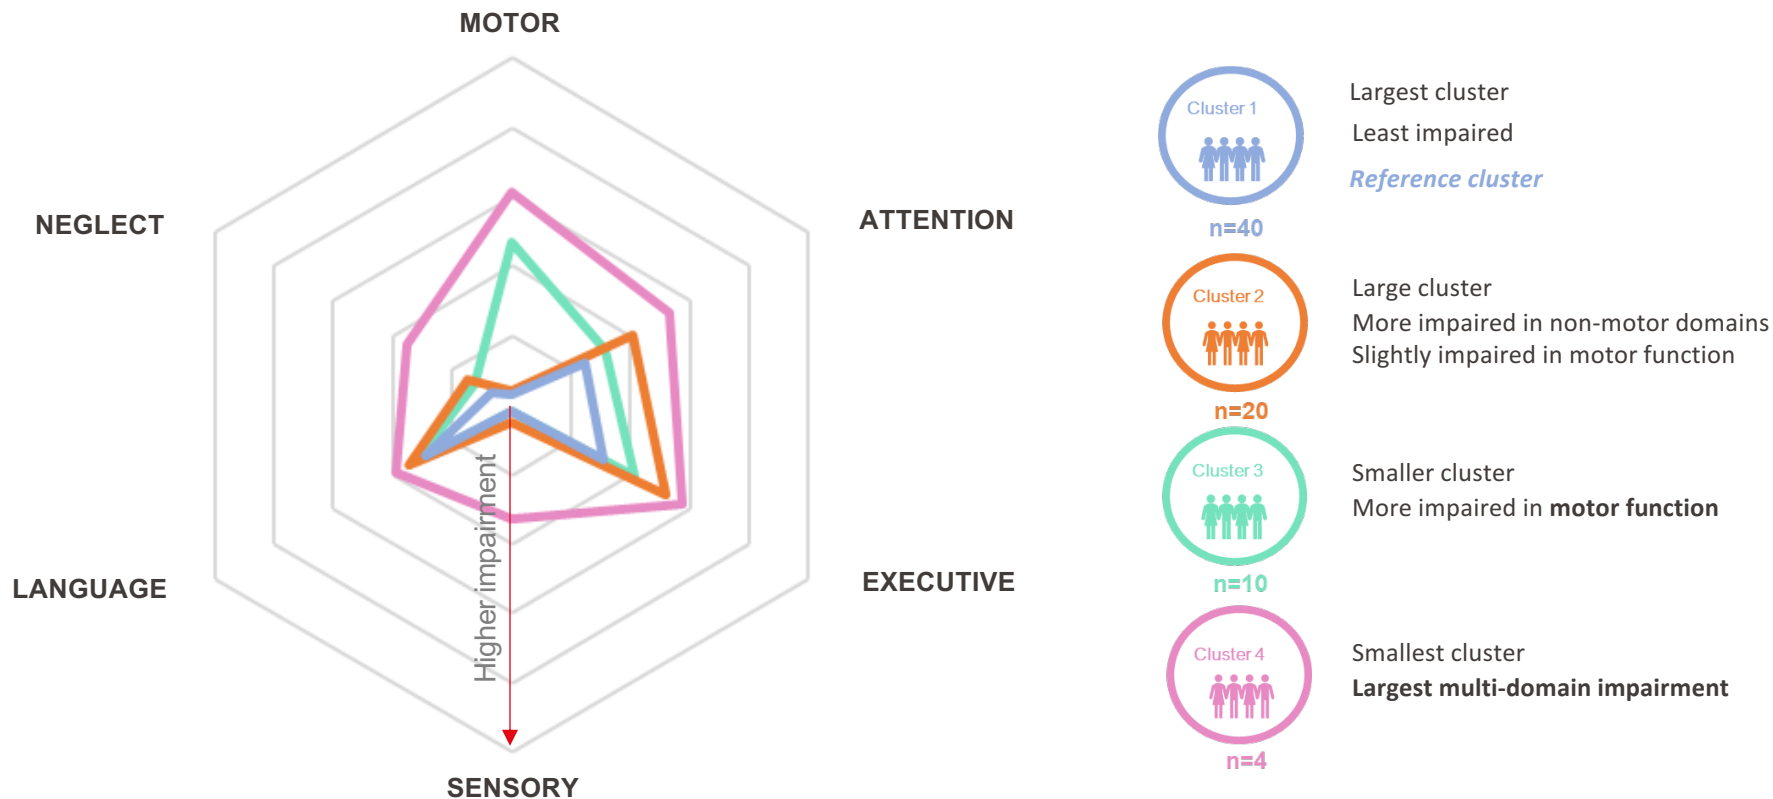 MOTOR
NEGLECT
ATTENTION
LANGUAGE
EXECUTIVE
SENSORY
Higher impairment
Cluster 1
n=40
Largest cluster
Least impaired
Reference cluster
Cluster 2
n=20
Large cluster
More impaired in non-motor domains
Slightly impaired in motor function
Cluster 3
n=10
Smaller cluster
More impaired in motor function
Cluster 4
n=4
Smallest cluster
Largest multi-domain impairment